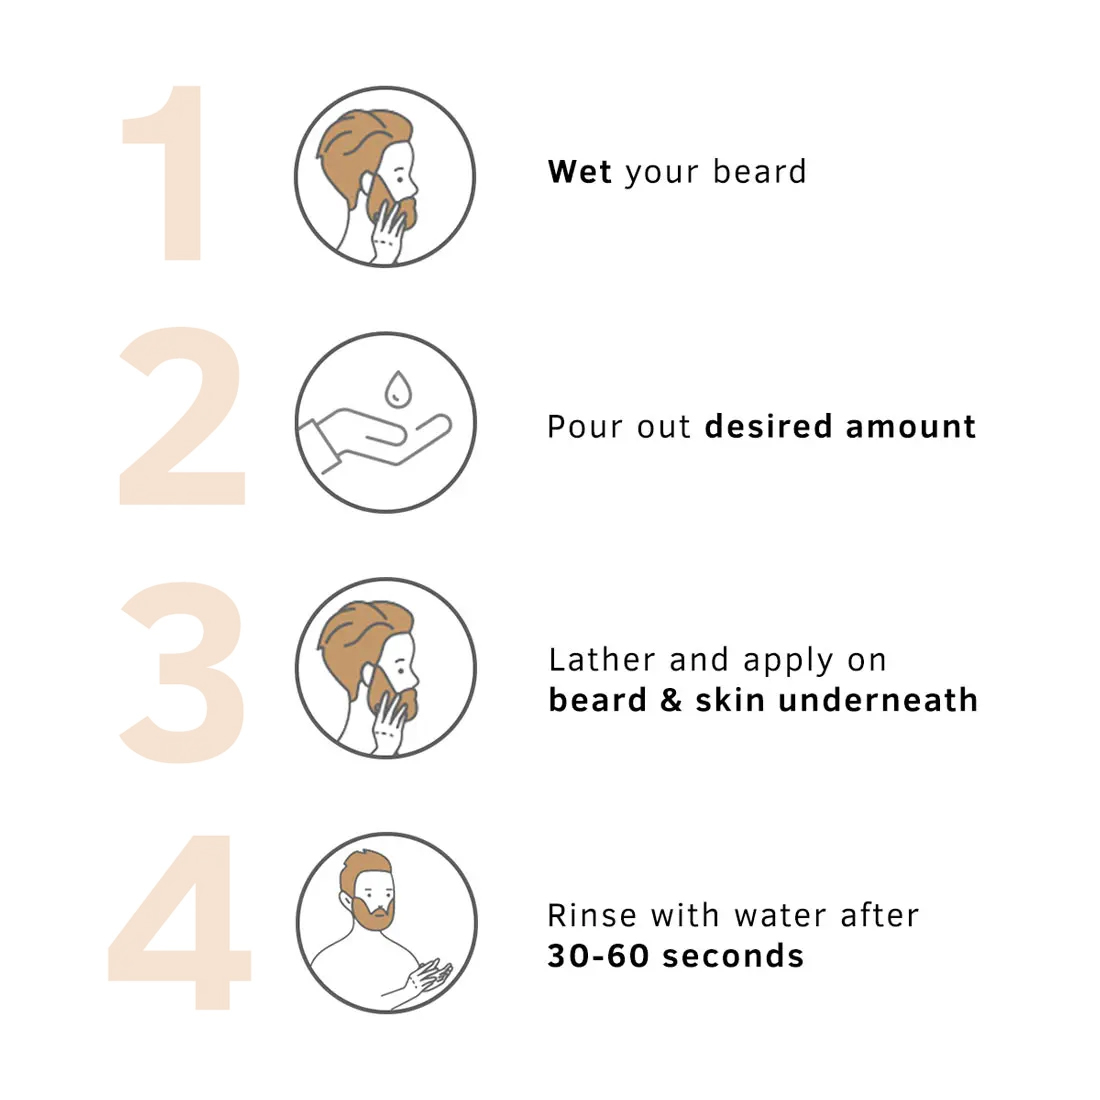 1
Wet your beard
2
Pour out desired amount
3
Lather and apply on
beard & skin underneath
4
Rinse with water after
30-60 seconds